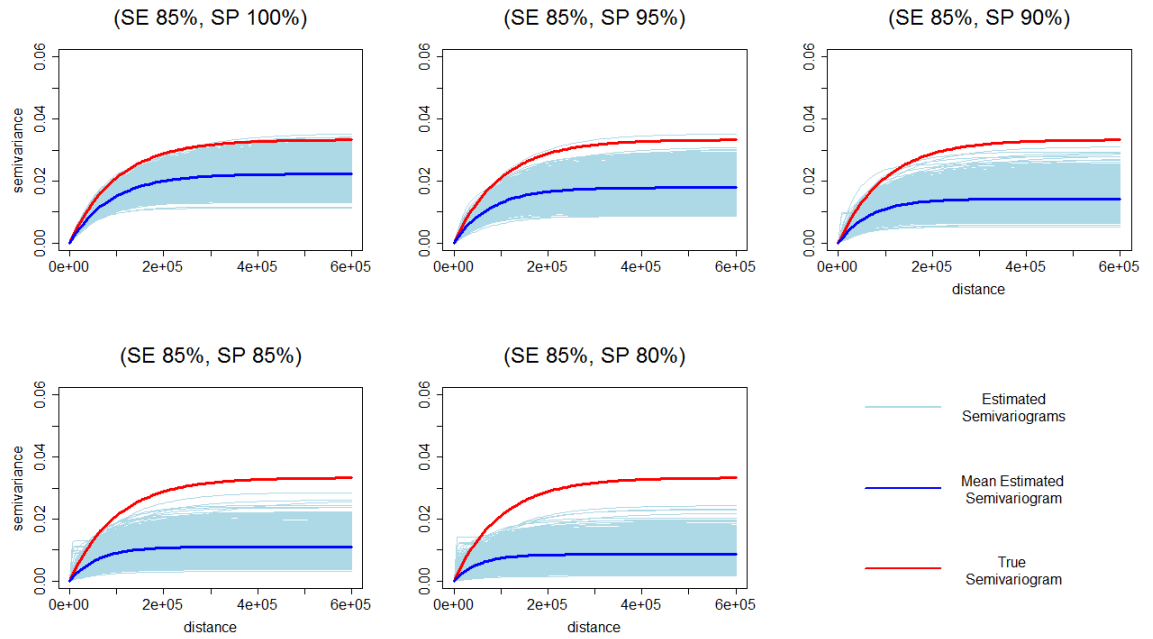 (SE 85%, SP 100%)
(SE 85%, SP 95%)
(SE 85%, SP 90%)
semivariance
0.06
0.04
0.02
0.00
0e+00 2e+05 4e+05 6e+05
0.06
0.04
0.02
0.00
0e+00 2e+05 4e+05 6e+05
0.06
0.04
0.02
0.00
0e+00 2e+05 4e+05 6e+05
distance
(SE 85%, SP 85%)
(SE 85%, SP 80%)
semivariance
0.06
0.04
0.02
0.00
0e+00 2e+05 4e+05 6e+05
distance
0.06
0.04
0.02
0.00
0e+00 2e+05 4e+05 6e+05
distance
Estimated
Semivariograms
Mean Estimated
Semivariogram
True
Semivariogram